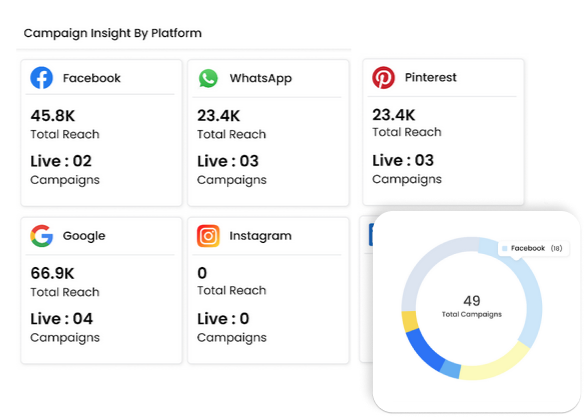 Campaign Insight By Platform
Facebook
45.8K
Total Reach
Live : 02
Campaigns
WhatsApp
23.4K
Total Reach
Live : 03
Campaigns
Pinterest
23.4K
Total Reach
Live : 03
Campaigns
Google
66.9K
Total Reach
Live : 04
Campaigns
Instagram
0
Total Reach
Live : 0
Campaigns
Facebook (18)
49
Total Campaigns